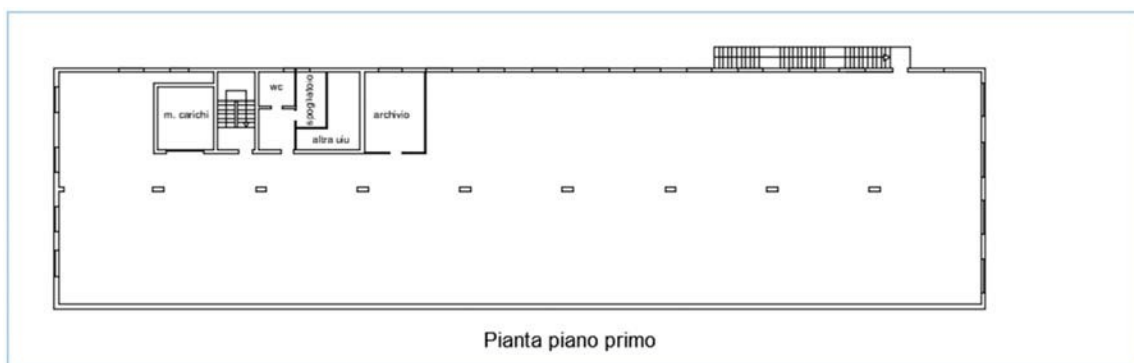 wc
spogliatoio
m. carichi
archivio
altra uiu
Pianta piano primo